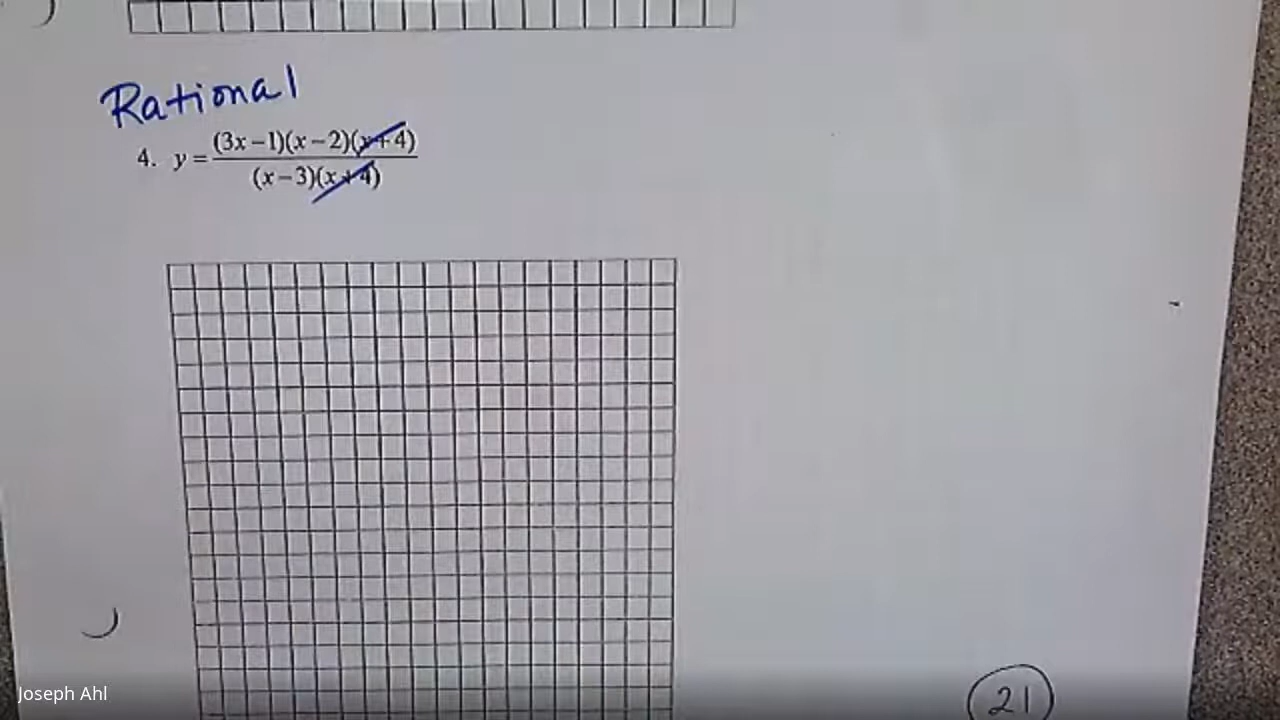 Rational
4. y = (3x – 1)(x – 2)(x + 4)
(x – 3)(x + 4)
21
Joseph Ahl